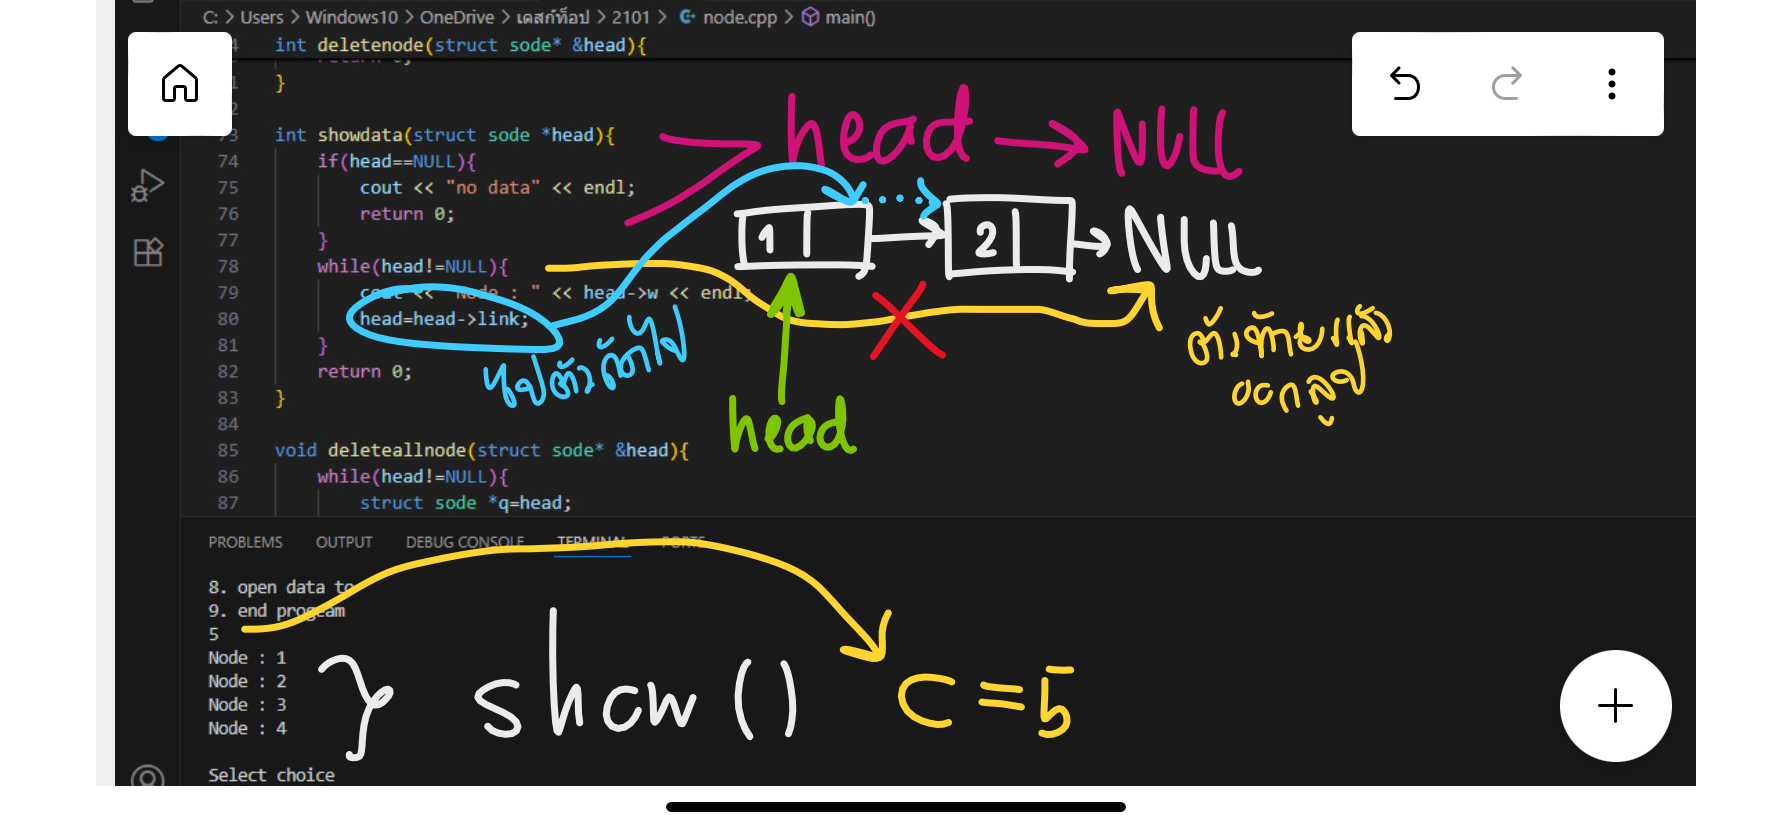 C: > Users > Windows10 > OneDrive > เดสก์ท็อป > 2101 > node.cpp > main()
4 int deletenode(struct sode* &head){
1 }
2
73 int showdata(struct sode *head){
74 if(head==NULL){
75 cout << "no data" << endl;
76 return 0;
77 }
78 while(head!=NULL){
79 cout << "Node : " << head->w << endl;
80 head=head->link;
81 }
82 return 0;
83 }
84
85 void deleteallnode(struct sode* &head){
86 while(head!=NULL){
87 struct sode *q=head;
head → NULL
1 2 NULL
head
ไปตัวถัดไป
ตัวท้ายแล้ว
ออกลูป
PROBLEMS OUTPUT DEBUG CONSOLE TERMINAL PORTS
8. open data to
9. end progeam
5
Node : 1
Node : 2
Node : 3
Node : 4
} show ()
c = 5
Select choice